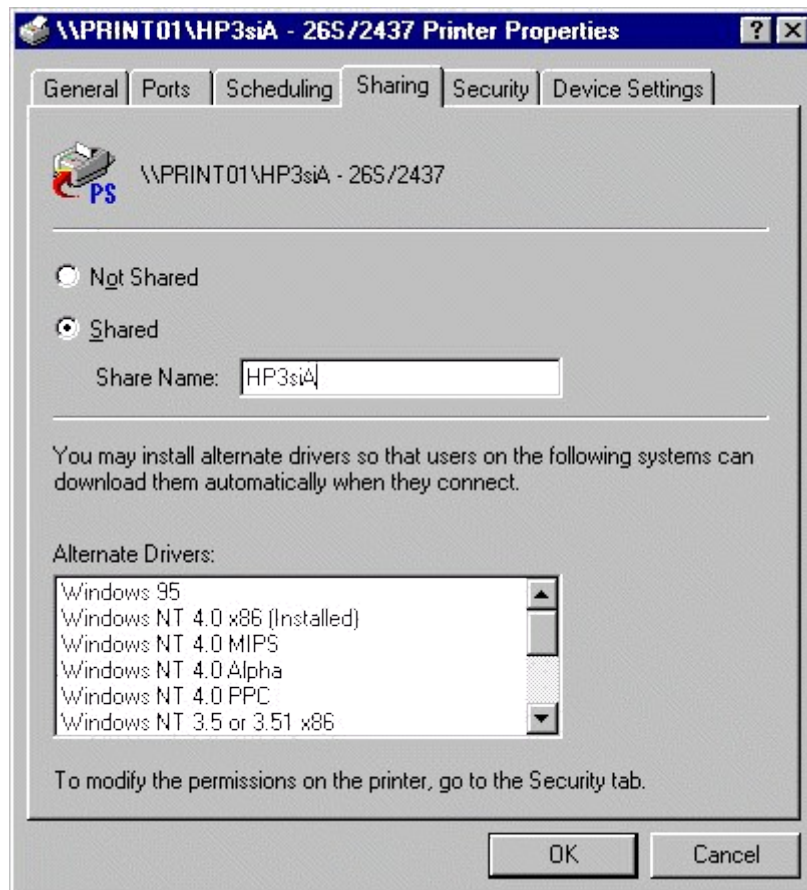 \\PRINT01\HP3siA - 26S/2437 Printer Properties
General Ports Scheduling Sharing Security Device Settings
PS
\\PRINT01\HP3siA - 26S/2437
Not Shared
Shared
Share Name: HP3siA
You may install alternate drivers so that users on the following systems can
download them automatically when they connect.
Alternate Drivers:
Windows 95
Windows NT 4.0 x86 (Installed)
Windows NT 4.0 MIPS
Windows NT 4.0 Alpha
Windows NT 4.0 PPC
Windows NT 3.5 or 3.51 x86
To modify the permissions on the printer, go to the Security tab.
OK Cancel